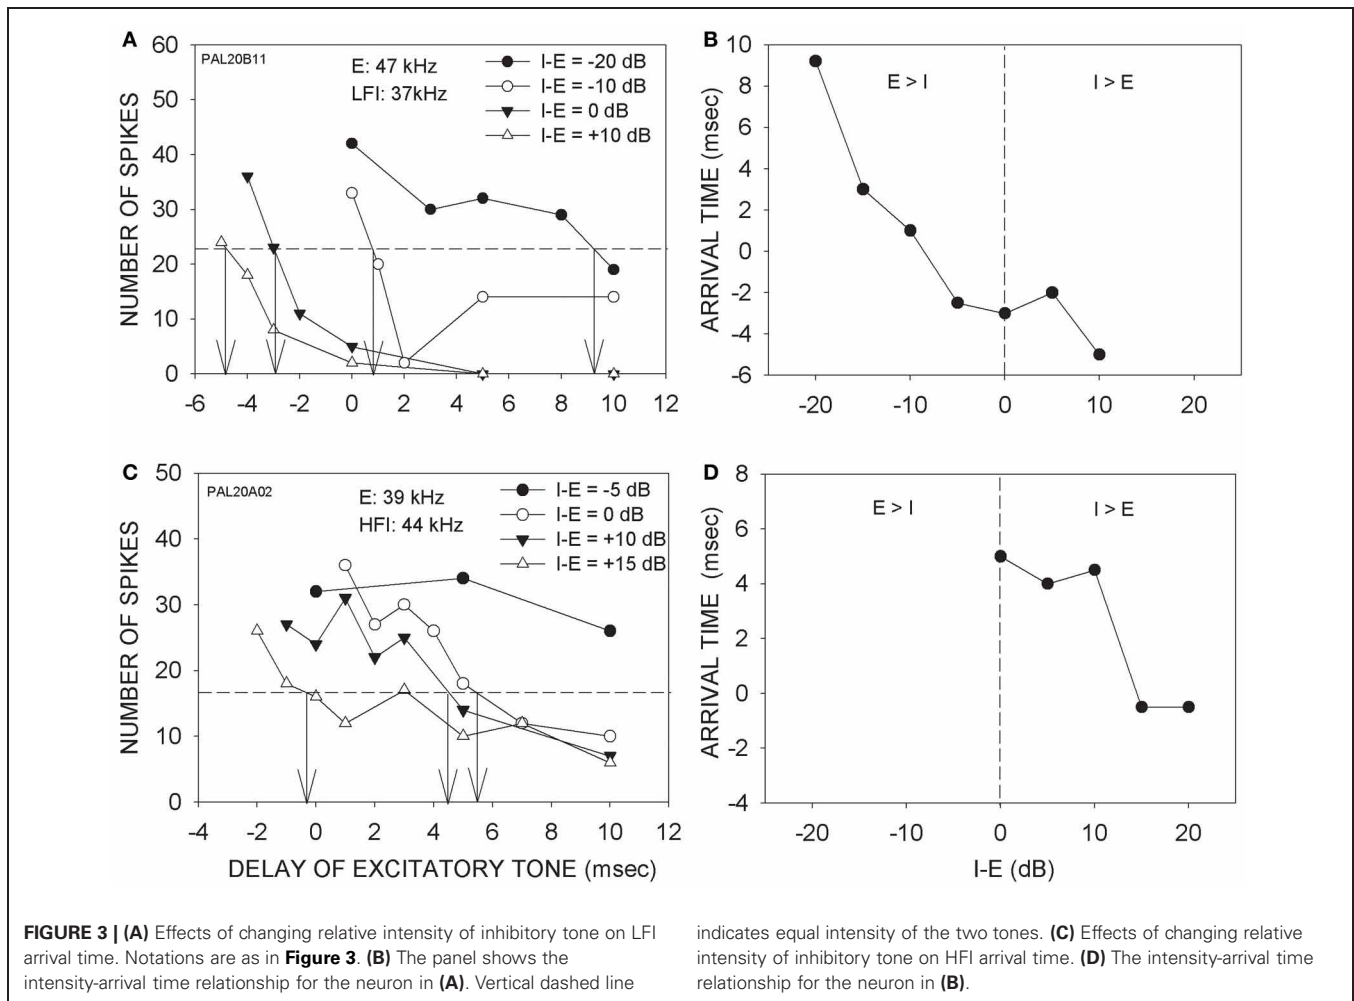 A
60
50
40
30
20
10
0
NUMBER OF SPIKES
PAL20B11
E: 47 kHz
LFI: 37kHz
I-E = -20 dB
I-E = -10 dB
I-E = 0 dB
I-E = +10 dB
-6 -4 -2 0 2 4 6 8 10 12
B
10
8
6
4
2
0
-2
-4
-6
ARRIVAL TIME (msec)
E > I
I > E
-20 -10 0 10 20
C
50
40
30
20
10
0
NUMBER OF SPIKES
PAL20A02
E: 39 kHz
HFI: 44 kHz
I-E = -5 dB
I-E = 0 dB
I-E = +10 dB
I-E = +15 dB
-4 -2 0 2 4 6 8 10 12
DELAY OF EXCITATORY TONE (msec)
D
8
6
4
2
0
-2
-4
ARRIVAL TIME (msec)
E > I
I > E
-20 -10 0 10 20
I-E (dB)
FIGURE 3 | (A) Effects of changing relative intensity of inhibitory tone on LFI
arrival time. Notations are as in Figure 3. (B) The panel shows the
intensity-arrival time relationship for the neuron in (A). Vertical dashed line
indicates equal intensity of the two tones. (C) Effects of changing relative
intensity of inhibitory tone on HFI arrival time. (D) The intensity-arrival time
relationship for the neuron in (B).